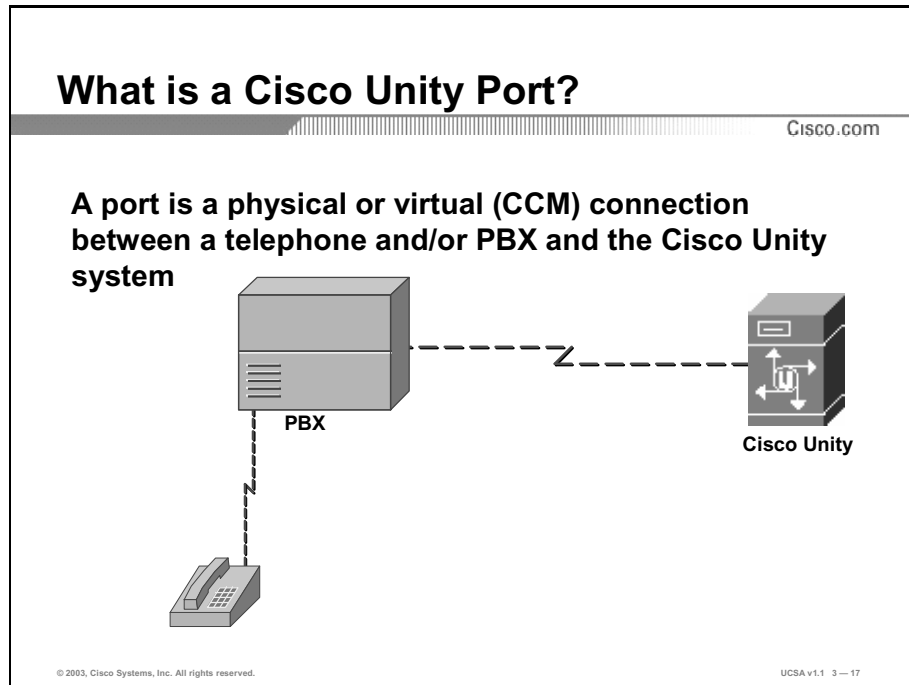 What is a Cisco Unity Port?
Cisco.com
A port is a physical or virtual (CCM) connection
between a telephone and/or PBX and the Cisco Unity
system
PBX
U
Cisco Unity
© 2003, Cisco Systems, Inc. All rights reserved.
UCSA v1.1 3 — 17